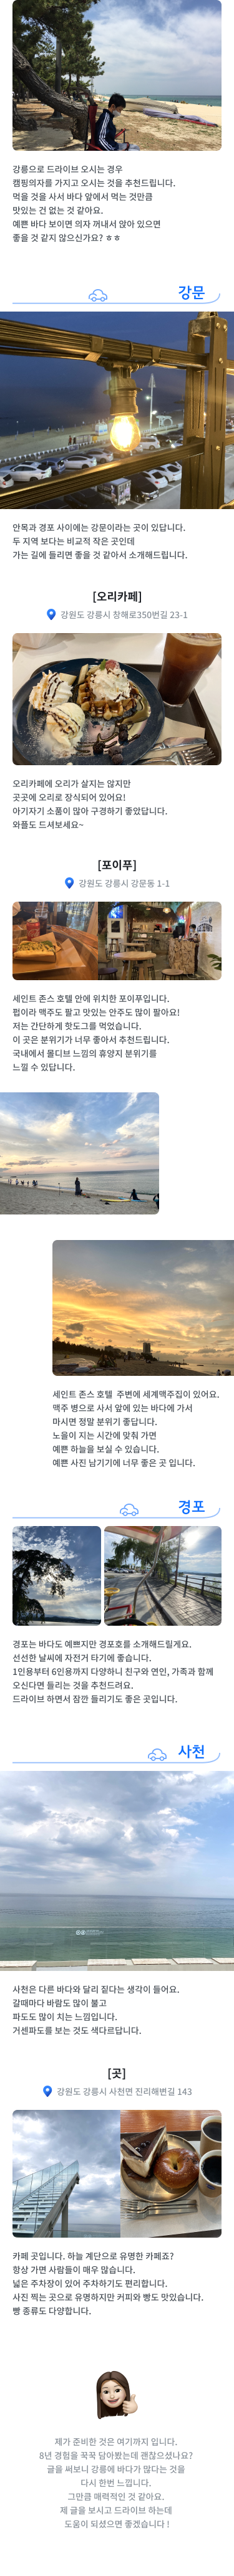 강릉으로 드라이브 오시는 경우
캠핑의자를 가지고 오시는 것을 추천드립니다.
먹을 것을 사서 바다 앞에서 먹는 것만큼
맛있는 건 없는 것 같아요.
예쁜 바다 보이면 의자 꺼내서 앉아 있으면
좋을 것 같지 않으신가요? ㅎㅎ
강문
안목과 경포 사이에는 강문이라는 곳이 있답니다.
두 지역 보다는 비교적 작은 곳인데
가는 길에 들리면 좋을 것 같아서 소개해드립니다.
[오리카페]
강원도 강릉시 창해로350번길 23-1
오리카페에 오리가 살지는 않지만
곳곳에 오리로 장식되어 있어요!
아기자기 소품이 많아 구경하기 좋았답니다.
와플도 드셔보세요~
[포이푸]
강원도 강릉시 강문동 1-1
세인트 존스 호텔 안에 위치한 포이푸입니다.
펍이라 맥주도 팔고 맛있는 안주도 많이 팔아요!
저는 간단하게 핫도그를 먹었습니다.
이 곳은 분위기가 너무 좋아서 추천드립니다.
국내에서 몰디브 느낌의 휴양지 분위기를
느낄 수 있답니다.
세인트 존스 호텔 주변에 세계맥주집이 있어요.
맥주 병으로 사서 앞에 있는 바다에 가서
마시면 정말 분위기 좋답니다.
노을이 지는 시간에 맞춰 가면
예쁜 하늘을 보실 수 있습니다.
예쁜 사진 남기기에 너무 좋은 곳 입니다.
경포
경포는 바다도 예쁘지만 경포호를 소개해드릴게요.
선선한 날씨에 자전거 타기에 좋습니다.
1인용부터 6인용까지 다양하니 친구와 연인, 가족과 함께
오신다면 들리는 것을 추천드려요.
드라이브 하면서 잠깐 들리기도 좋은 곳입니다.
사천
사천은 다른 바다와 달리 짙다는 생각이 들어요.
갈때마다 바람도 많이 불고
파도도 많이 치는 느낌입니다.
거센파도를 보는 것도 색다르답니다.
[곳]
강원도 강릉시 사천면 진리해변길 143
카페 곳입니다. 하늘 계단으로 유명한 카페죠?
항상 가면 사람들이 매우 많습니다.
넓은 주차장이 있어 주차하기도 편리합니다.
사진 찍는 곳으로 유명하지만 커피와 빵도 맛있습니다.
빵 종류도 다양합니다.
제가 준비한 것은 여기까지 입니다.
8년 경험을 꾹꾹 담아봤는데 괜찮으셨나요?
글을 써보니 강릉에 바다가 많다는 것을
다시 한번 느낍니다.
그만큼 매력적인 것 같아요.
제 글을 보시고 드라이브 하는데
도움이 되셨으면 좋겠습니다 !